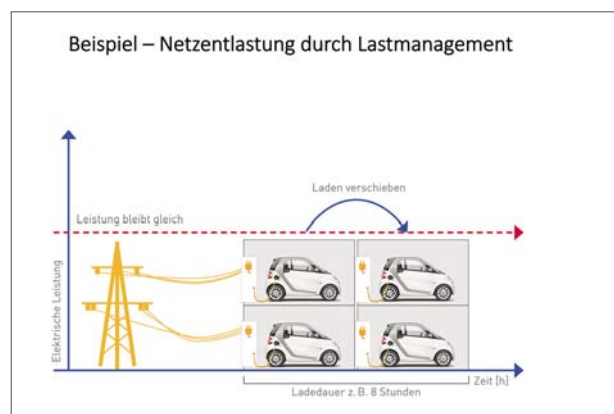 Beispiel – Netzentlastung durch Lastmanagement
Laden verschieben
Leistung bleibt gleich
Elektrische Leistung
Zeit [h]
Ladedauer z. B. 8 Stunden